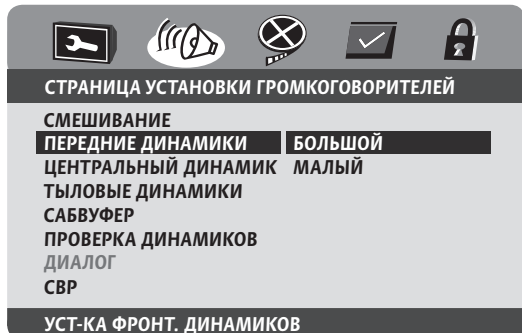 СТРАНИЦА УСТАНОВКИ ГРОМКОГОВОРИТЕЛЕЙ
СМЕШИВАНИЕ
ПЕРЕДНИЕ ДИНАМИКИ БОЛЬШОЙ
ЦЕНТРАЛЬНЫЙ ДИНАМИК МАЛЫЙ
ТЫЛОВЫЕ ДИНАМИКИ
САБВУФЕР
ПРОВЕРКА ДИНАМИКОВ
ДИАЛОГ
СВР
УСТ-КА ФРОНТ. ДИНАМИКОВ